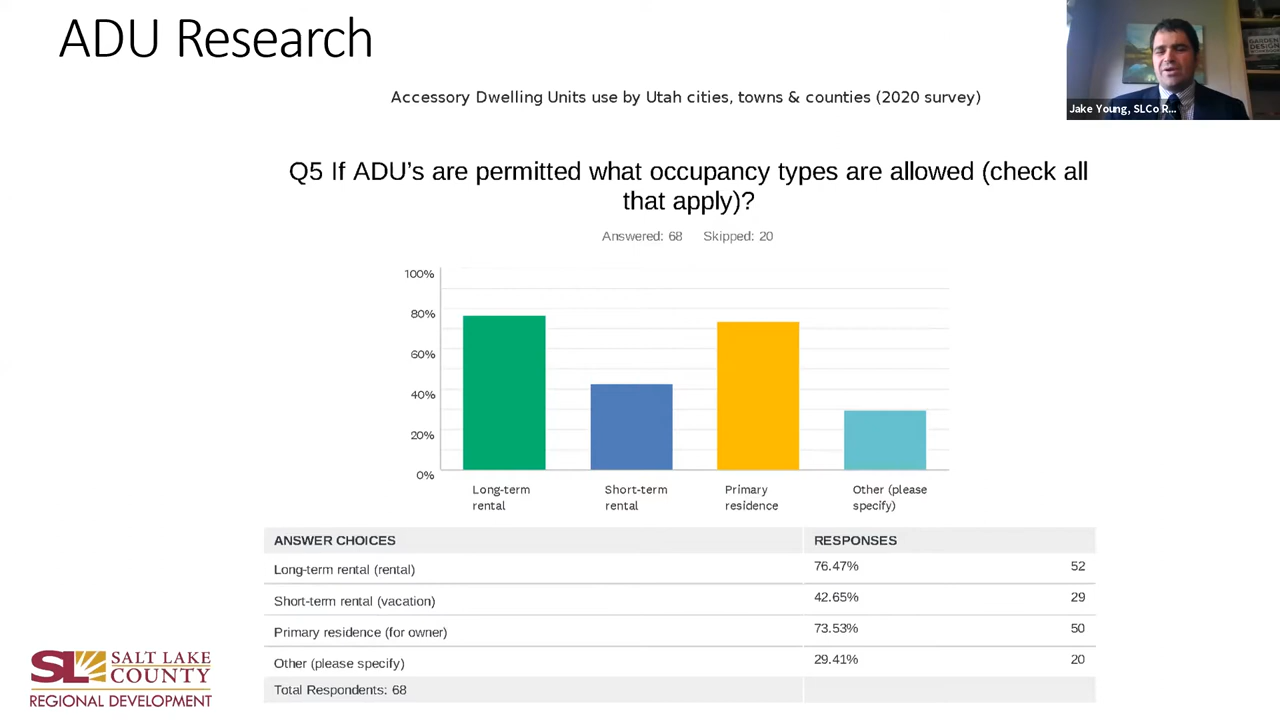 ADU Research
Accessory Dwelling Units use by Utah cities, towns & counties (2020 survey)
GARDEN
DESIGN
Jake Young, SLCo R...
Q5 If ADU’s are permitted what occupancy types are allowed (check all
that apply)?
Answered: 68 Skipped: 20
100%
80%
60%
40%
20%
0%
Long-term
rental
Short-term
rental
Primary
residence
Other (please
specify)
ANSWER CHOICES RESPONSES
Long-term rental (rental) 76.47% 52
Short-term rental (vacation) 42.65% 29
Primary residence (for owner) 73.53% 50
Other (please specify) 29.41% 20
Total Respondents: 68
SL SALT LAKE
COUNTY
REGIONAL DEVELOPMENT